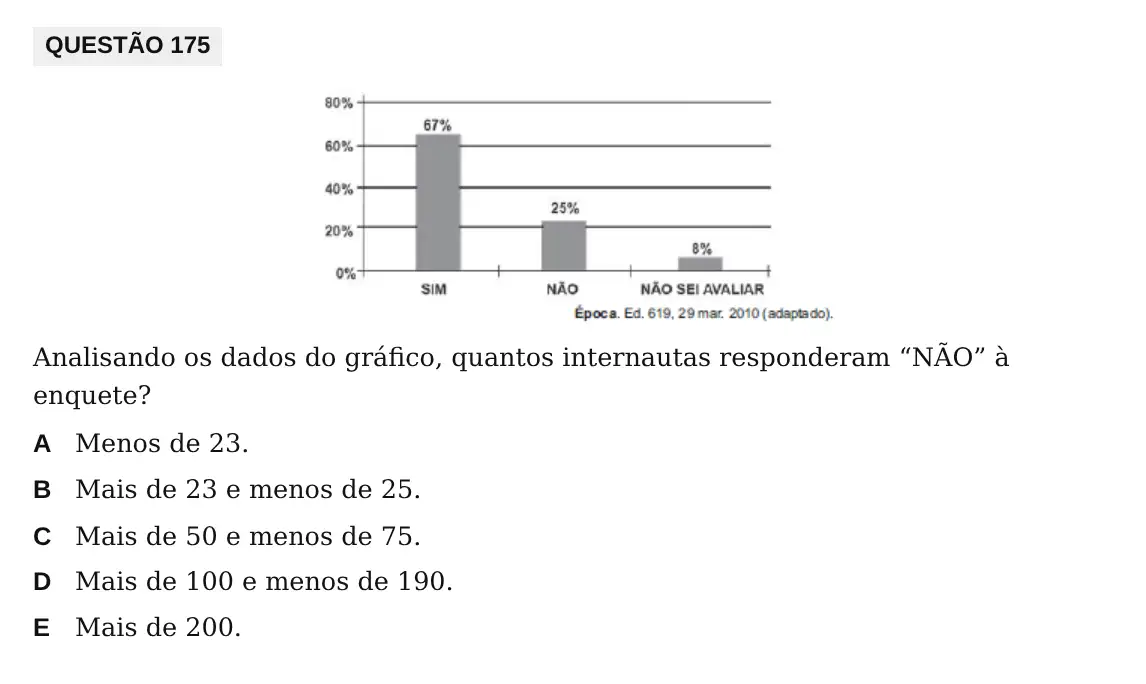 QUESTÃO 175
80%
67%
60%
40%
25%
20%
8%
0%
SIM NÃO NÃO SEI AVALIAR
Época. Ed. 619, 29 mar. 2010 (adaptado).
Analisando os dados do gráfico, quantos internautas responderam “NÃO” à
enquete?
A Menos de 23.
B Mais de 23 e menos de 25.
C Mais de 50 e menos de 75.
D Mais de 100 e menos de 190.
E Mais de 200.